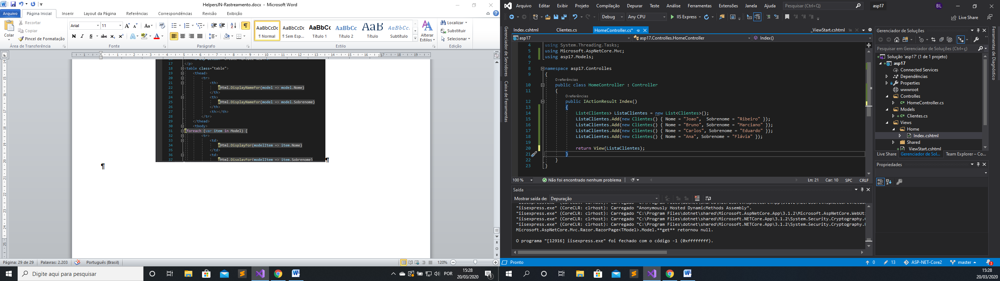 HelpersJN-Rastreamento.docx - Microsoft Word
Arquivo Página Inicial Inserir Layout da Página Referências Correspondências Revisão Exibição
Colar
Recortar
Copiar
Pincel de Formatação
Área de Transferência
Arial 11
Fonte
Parágrafo
AaBbCcDc AaBbCcDc AaBbCc AaBbCc AaB AaBbCc.
¶ Normal ¶ Sem Esp... Título 1 Título 2 Título Subtítulo
Estilo
Alterar Estilos
Localizar
Substituir
Selecionar
Edição
17 </p>
18 <table class="table">
19 <thead>
20 <tr>
21 <th>
22 @Html.DisplayNameFor(model => model.Nome)
23 </th>
24 <th>
25 @Html.DisplayNameFor(model => model.Sobrenome)
26 </th>
27 <th></th>
28 </tr>
29 </thead>
30 <tbody>
31 @foreach (var item in Model) {
32 <tr>
33 <td>
34 @Html.DisplayFor(modelItem => item.Nome)
35 </td>
36 <td>
37 @Html.DisplayFor(modelItem => item.Sobrenome)
¶
¶
Página: 29 de 29 Palavras: 2.203 Português (Brasil) 120%
Digite aqui para pesquisar
POR
15:28
20/03/2020
Arquivo Editar Exibir Projeto Compilação Depurar Teste Análise Ferramentas Extensões Janela Ajuda Pesquisar (Ctrl+Q) asp17 BL
Debug Any CPU IIS Express Live Share
Gerenciador de Servidores
Caixa de Ferramentas
Index.cshtml Clientes.cs HomeController.cs* _ViewStart.cshtml
asp17 asp17.Controlles.HomeController Index()
4 using System.Threading.Tasks;
5 using Microsoft.AspNetCore.Mvc;
6 using asp17.Models;
7
8 namespace asp17.Controlles
9 {
0 referências
10 public class HomeController : Controller
11 {
0 referências
12 public IActionResult Index()
13 {
14 List<Clientes> ListaClientes = new List<Clientes>();
15 ListaClientes.Add(new Clientes() { Nome = "Joao", Sobrenome = "Ribeiro" });
16 ListaClientes.Add(new Clientes() { Nome = "Bruno", Sobrenome = "Marciano" });
17 ListaClientes.Add(new Clientes() { Nome = "Carlos", Sobrenome = "Eduardo" });
18 ListaClientes.Add(new Clientes() { Nome = "Ana", Sobrenome = "Flávia" });
19
20 return View(ListaClientes);
21 }
22 }
23 }
100 % Não foi encontrado nenhum problema Ln: 21 Car: 10 SPC CRLF
Saída
Mostrar saída de: Depuração
"iisexpress.exe" (CoreCLR: clrhost): Carregado "Anonymously Hosted DynamicMethods Assembly".
"iisexpress.exe" (CoreCLR: clrhost): Carregado "C:\Program Files\dotnet\shared\Microsoft.AspNetCore.App\3.1.2\Microsoft.AspNetCore.WebUt
"iisexpress.exe" (CoreCLR: clrhost): Carregado "C:\Program Files\dotnet\shared\Microsoft.NETCore.App\3.1.2\System.Security.Cryptography.
"iisexpress.exe" (CoreCLR: clrhost): Carregado "C:\Program Files\dotnet\shared\Microsoft.NETCore.App\3.1.2\System.Security.Cryptography.
Microsoft.AspNetCore.Mvc.Razor.RazorPage<TModel>.Model.**get** retornou null.
O programa "[12916] iisexpress.exe" foi fechado com o código -1 (0xffffffff).
Gerenciador de Soluções
Pesquisar em Gerenciador de Soluções (Ctrl+ç)
Solução 'asp17' (1 de 1 projeto)
asp17
Connected Services
Dependências
Properties
wwwroot
Controlles
HomeController.cs
Models
Clientes.cs
Views
Home
Index.cshtml
Shared
_ViewStart.cshtml
Live Share Gerenciador de Sol... Team Explorer – Co...
Propriedades
Ferramentas de Diagnóstico
Pronto 0 13 ASP-NET-Core2 master 3
15:28
20/03/2020